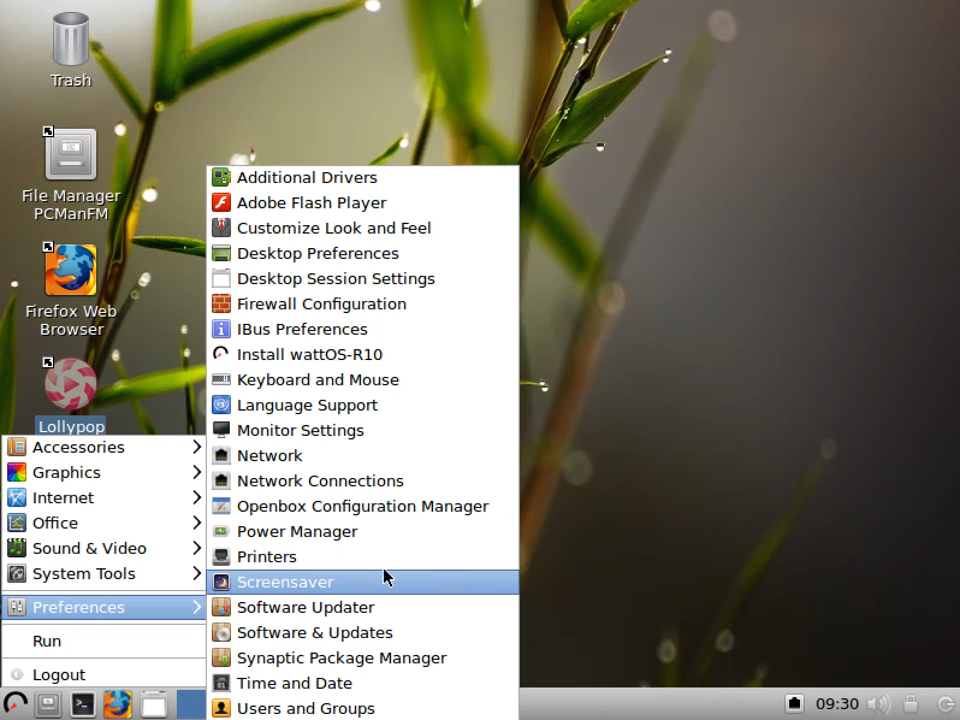 Trash
File Manager
PCManFM
Firefox Web
Browser
Lollypop
Accessories
Graphics
Internet
Office
Sound & Video
System Tools
Preferences
Run
Logout
Additional Drivers
Adobe Flash Player
Customize Look and Feel
Desktop Preferences
Desktop Session Settings
Firewall Configuration
IBus Preferences
Install wattOS-R10
Keyboard and Mouse
Language Support
Monitor Settings
Network
Network Connections
Openbox Configuration Manager
Power Manager
Printers
Screensaver
Software Updater
Software & Updates
Synaptic Package Manager
Time and Date
Users and Groups
09:30